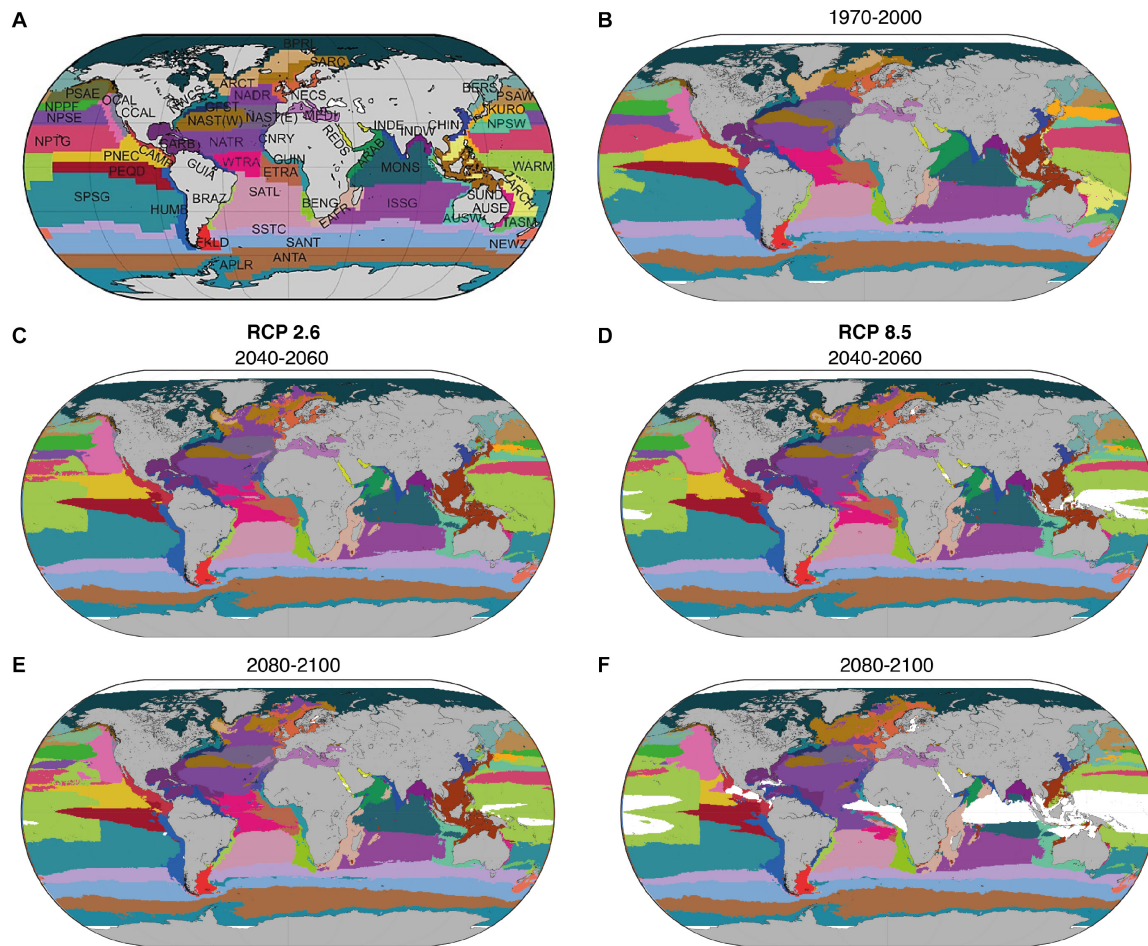 A
BPRL
SARC
ARCT
PSAE
OCAL
NWCS
NADR
NECS
BERS
PSAW
NPPF
CCAL
GFST
NPSE
NAST(W)
NAST(E)
MEDI
CHIN
KURO
NPSW
INDE
INDW
NPTG
CARB
NATR
CNRY
REDS
ARAB
PNEC
CAMR
GUIA
WTRA
GUIN
PEQD
ETRA
MONS
WARM
SPSG
HUMB
BRAZ
SATL
BENG
EAFR
ISSG
SUND
ARCH
AUSE
AUSW
TASM
SSTC
FKLD
SANT
NEWZ
ANTA
APLR
B
1970-2000
C
RCP 2.6
2040-2060
D
RCP 8.5
2040-2060
E
2080-2100
F
2080-2100